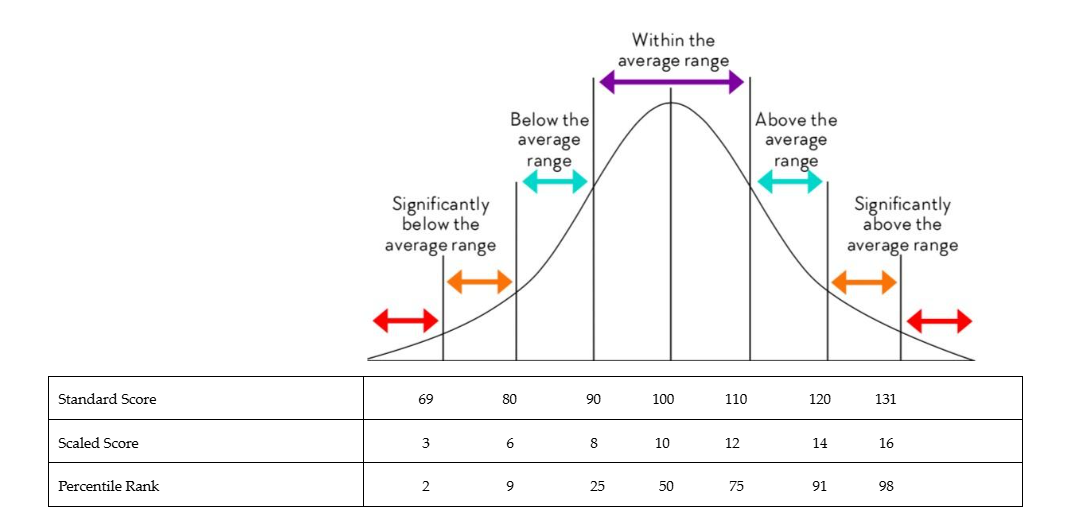 Within the
average range
Below the
average
range
Above the
average
range
Significantly
below the
average range
Significantly
above the
average range
Standard Score 69 80 90 100 110 120 131
Scaled Score 3 6 8 10 12 14 16
Percentile Rank 2 9 25 50 75 91 98